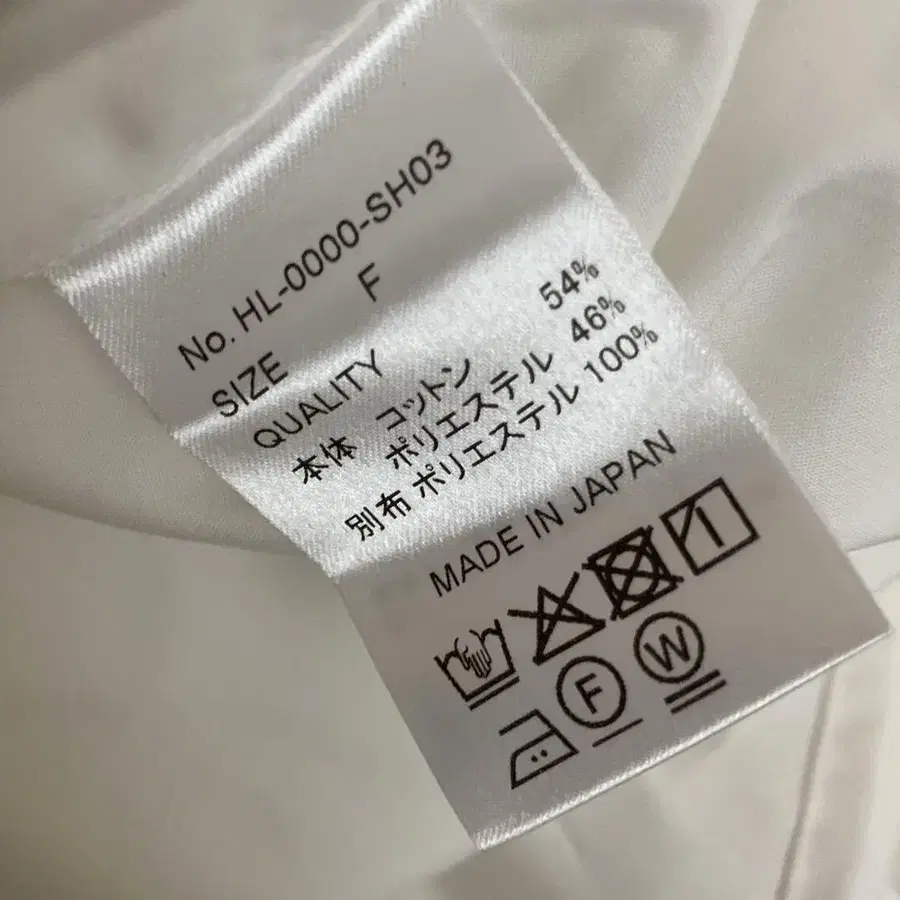 No. HL-0000-SH03
SIZE F
QUALITY
本体 コットン 54%
ポリエステル 46%
別布 ポリエステル 100%
MADE IN JAPAN
F W